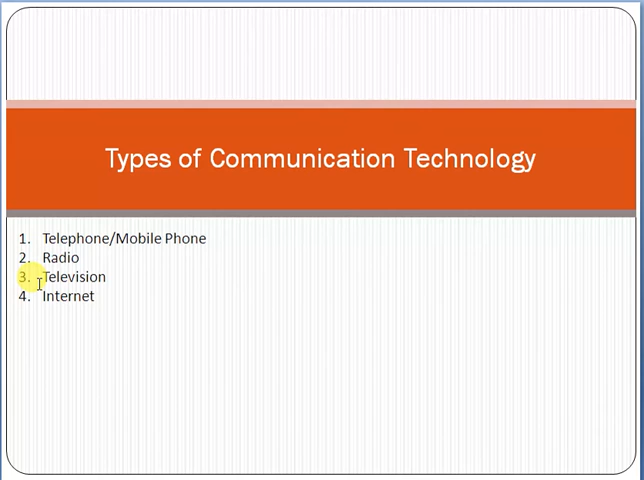 Types of Communication Technology
1. Telephone/Mobile Phone
2. Radio
3. Television
4. Internet